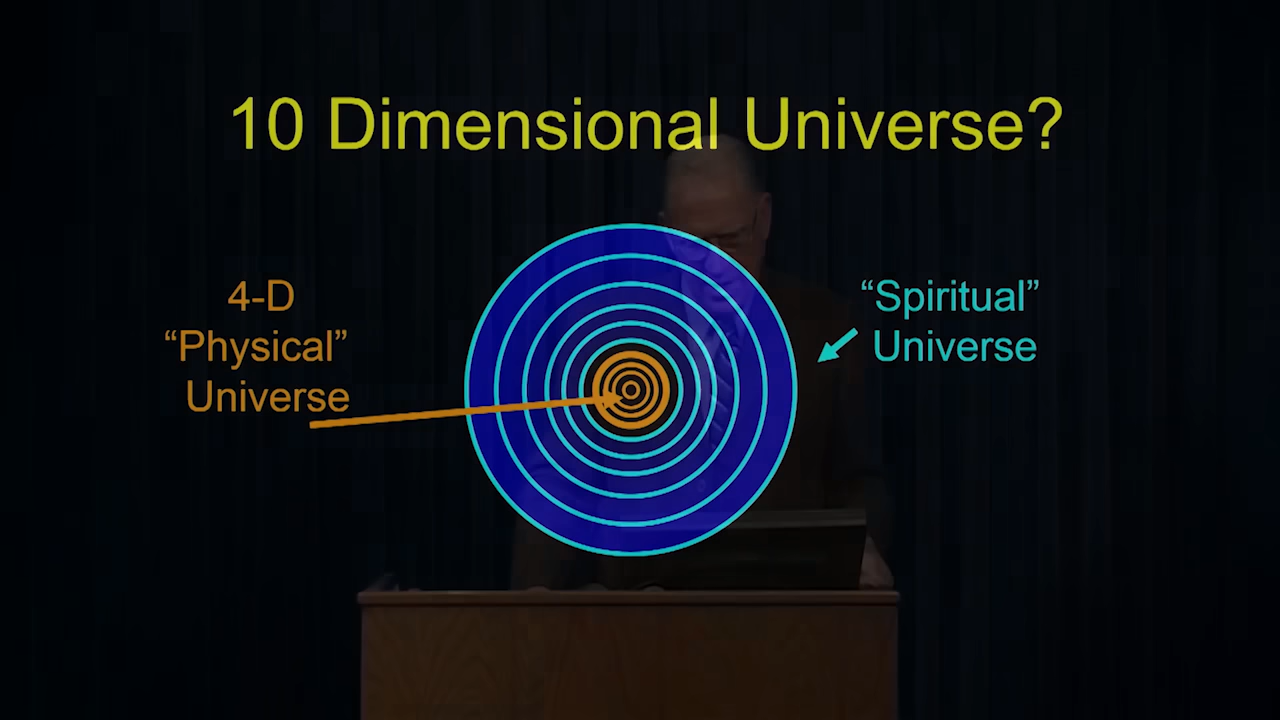 10 Dimensional Universe?
4-D
“Physical”
Universe
“Spiritual”
Universe